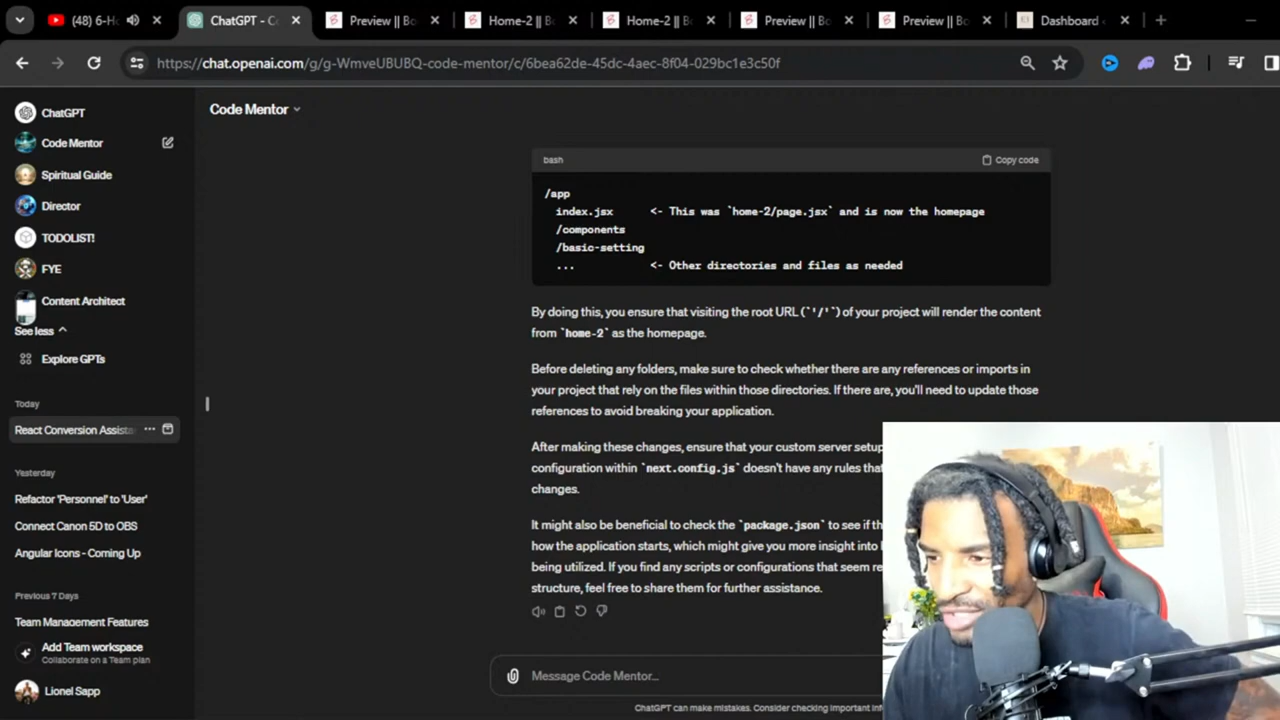 (48) 6-H
ChatGPT - Co
Preview || Bo
Home-2 || B
Home-2 || B
Preview || Bo
Preview || Bo
Dashboard
https://chat.openai.com/g/g-WmveUBUBQ-code-mentor/c/6bea62de-45dc-4aec-8f04-029bc1e3c50f
ChatGPT
Code Mentor
Spiritual Guide
Director
TODOLIST!
FYE
Content Architect
See less
Explore GPTs
Today
React Conversion Assista
Yesterday
Refactor 'Personnel' to 'User'
Connect Canon 5D to OBS
Angular Icons - Coming Up
Previous 7 Days
Team Management Features
Add Team workspace
Collaborate on a Team plan
Lionel Sapp
Code Mentor
bash
Copy code
/app
index.jsx <- This was `home-2/page.jsx` and is now the homepage
/components
/basic-setting
... <- Other directories and files as needed
By doing this, you ensure that visiting the root URL (`'/'`) of your project will render the content
from `home-2` as the homepage.
Before deleting any folders, make sure to check whether there are any references or imports in
your project that rely on the files within those directories. If there are, you'll need to update those
references to avoid breaking your application.
After making these changes, ensure that your custom server setup
configuration within `next.config.js` doesn't have any rules that
changes.
It might also be beneficial to check the `package.json` to see if th
how the application starts, which might give you more insight into
being utilized. If you find any scripts or configurations that seem re
structure, feel free to share them for further assistance.
Message Code Mentor...
ChatGPT can make mistakes. Consider checking important inf